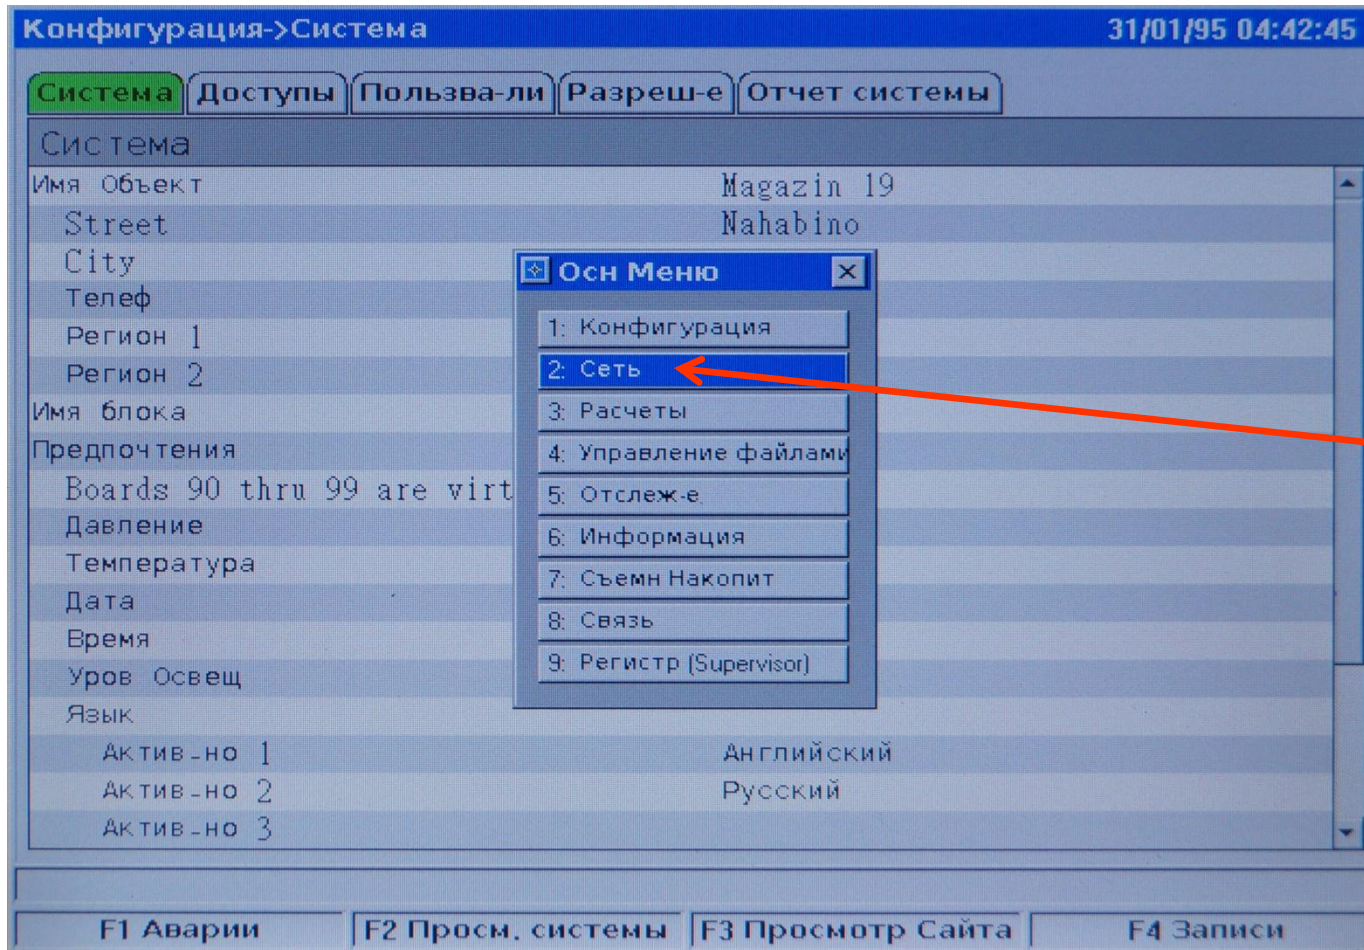 Конфигурация->Система 31/01/95 04:42:45
Система Доступы Пользва-ли Разреш-е Отчет системы
Система
Имя Объект Magazin 19
Street Nahabino
City
Телеф
Регион 1
Регион 2
Имя блока
Предпочтения
Boards 90 thru 99 are virt
Давление
Температура
Дата
Время
Уров Освещ
Язык
Актив-но 1 Английский
Актив-но 2 Русский
Актив-но 3
Осн Меню
1: Конфигурация
2: Сеть
3: Расчеты
4: Управление файлами
5: Отслеж-е
6: Информация
7: Съемн Накопит
8: Связь
9: Регистр (Supervisor)
F1 Аварии F2 Просм. системы F3 Просмотр Сайта F4 Записи